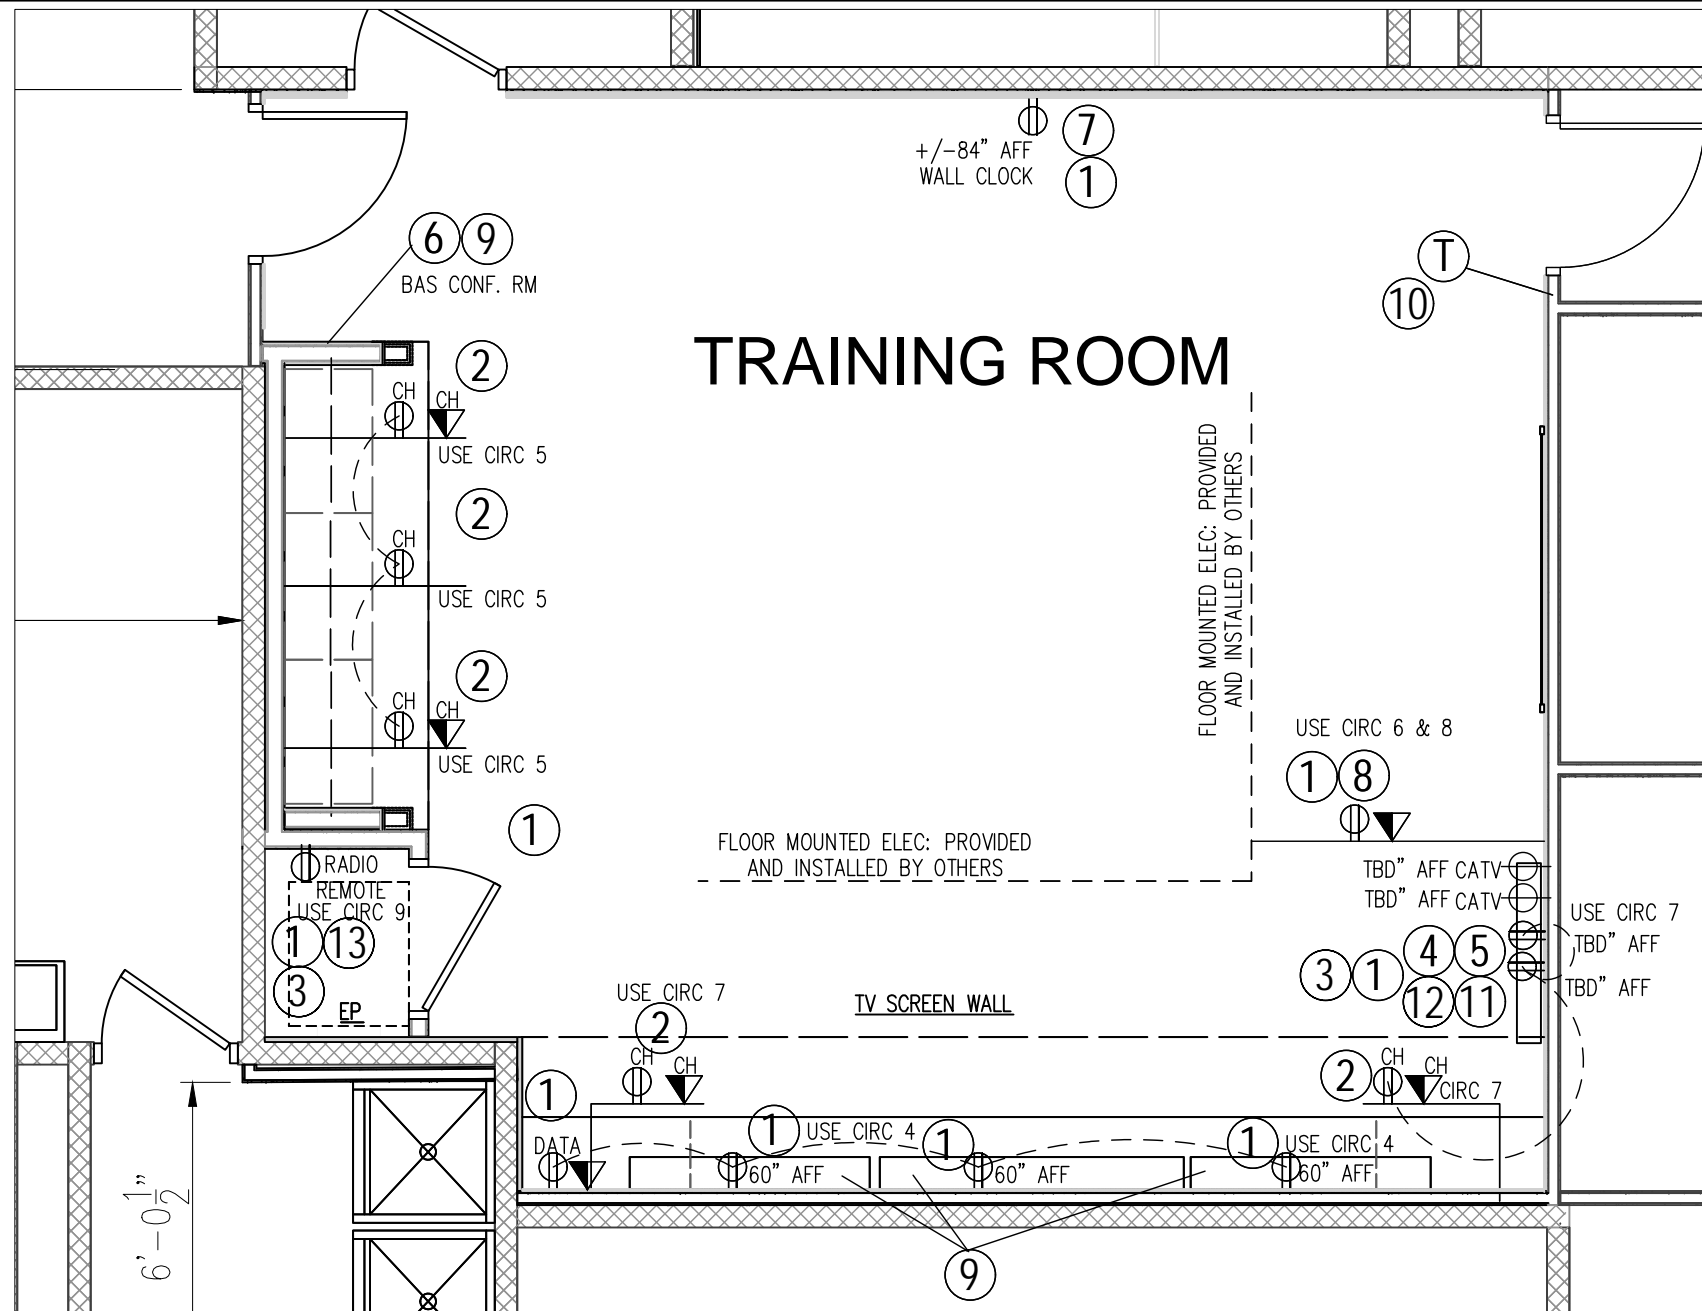 7
+/-84" AFF
WALL CLOCK
1
6 9
BAS CONF. RM
T
10
TRAINING ROOM
2
CH
CH
USE CIRC 5
2
CH
USE CIRC 5
2
CH
CH
USE CIRC 5
FLOOR MOUNTED ELEC: PROVIDED
AND INSTALLED BY OTHERS
USE CIRC 6 & 8
1 8
1
FLOOR MOUNTED ELEC: PROVIDED
AND INSTALLED BY OTHERS
RADIO
REMOTE
USE CIRC 9
1 13
3
EP
TBD" AFF CATV
TBD" AFF CATV
USE CIRC 7
TBD" AFF
TBD" AFF
4 5
3 1
12 11
USE CIRC 7
2
TV SCREEN WALL
CH
CH
2
CH
CH
CIRC 7
1
DATA
1
USE CIRC 4
60" AFF
1
60" AFF
1
USE CIRC 4
60" AFF
9
6'-0 1/2"